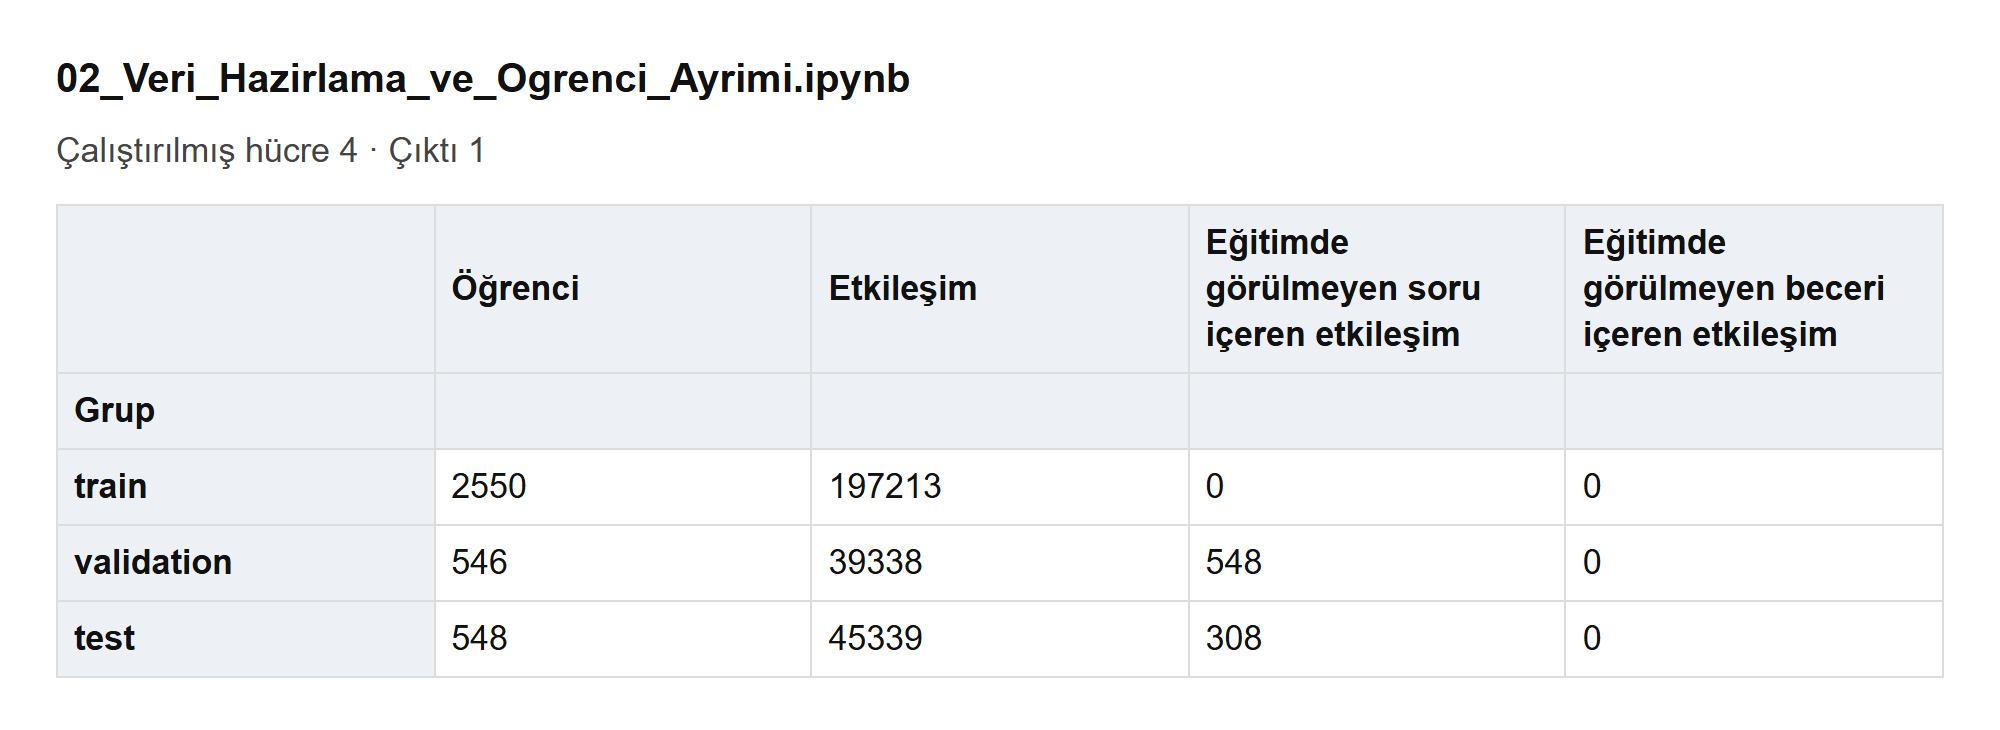 02_Veri_Hazirlama_ve_Ogrenci_Ayrimi.ipynb
Çalıştırılmış hücre 4 · Çıktı 1
Öğrenci Etkileşim Eğitimde görülmeyen soru içeren etkileşim Eğitimde görülmeyen beceri içeren etkileşim
Grup
train 2550 197213 0 0
validation 546 39338 548 0
test 548 45339 308 0